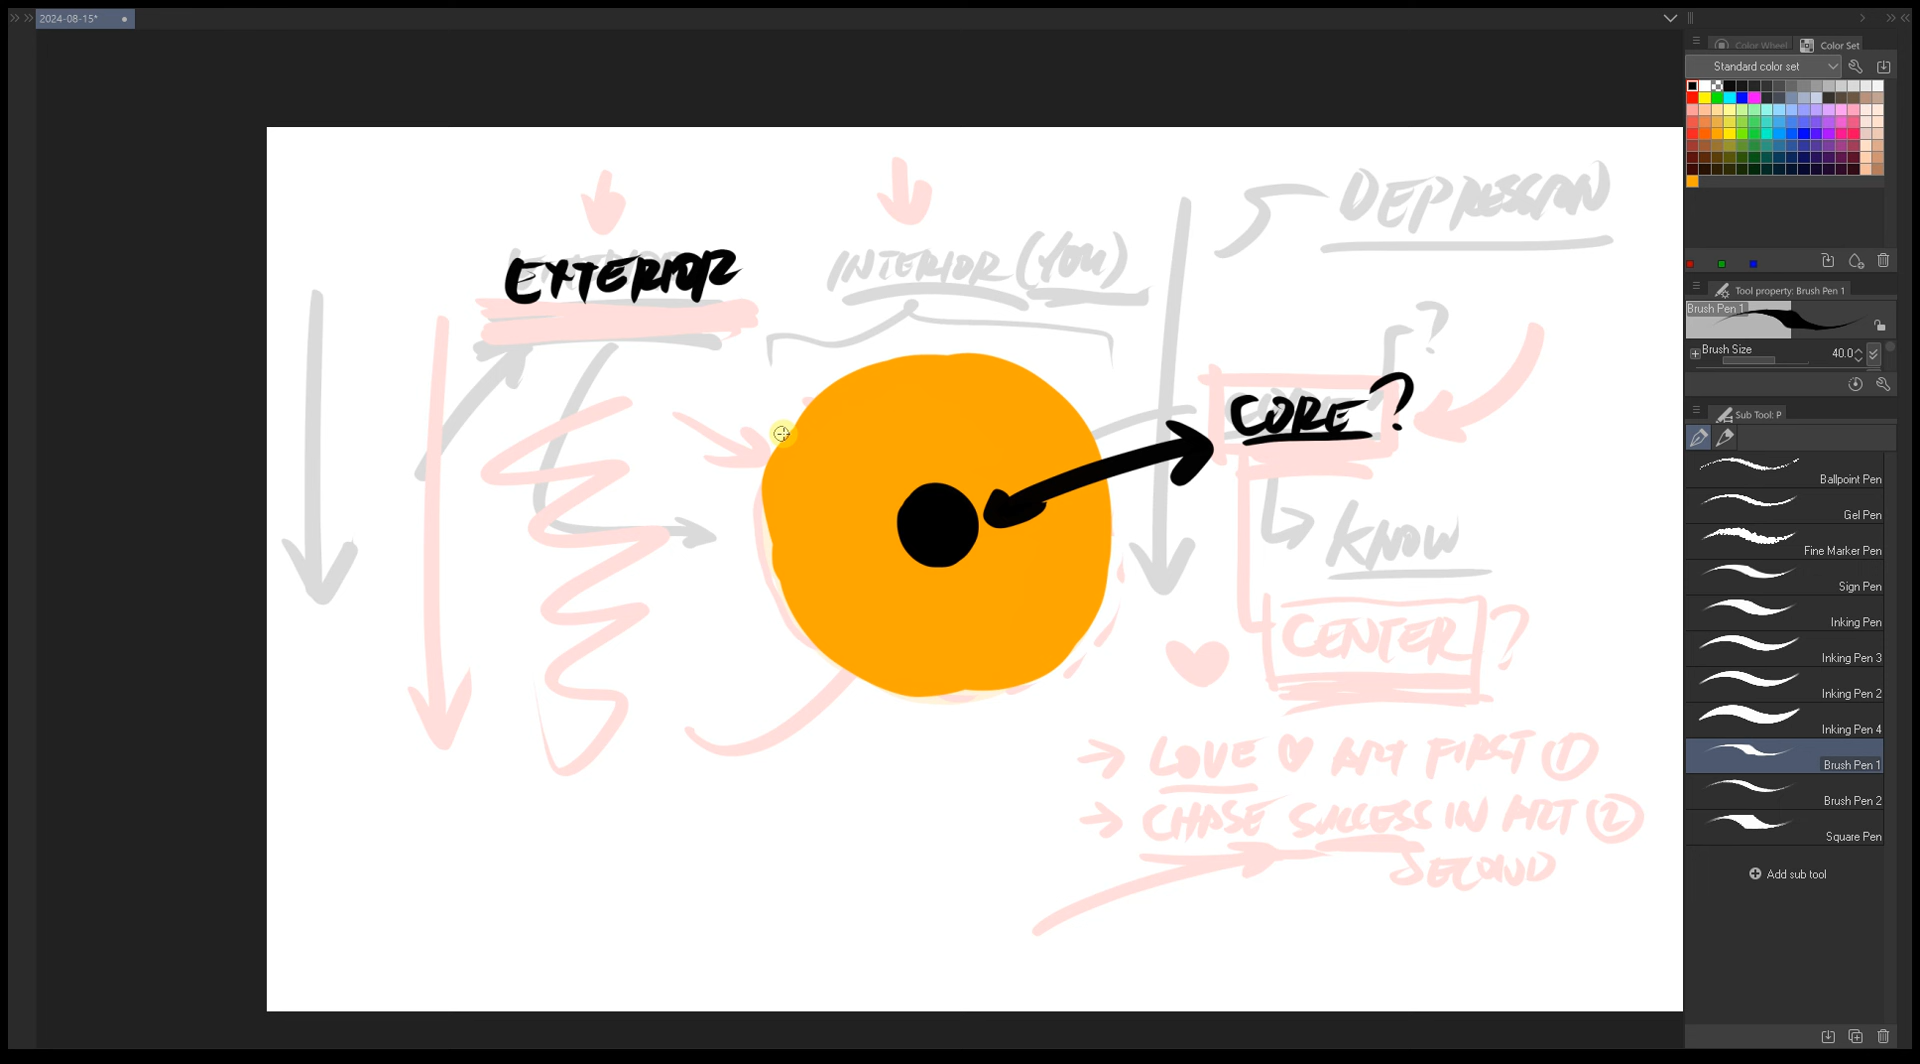 2024-08-15*
Color Wheel
Color Set
Standard color set
DEPRESSION
EXTERIOR
INTERIOR (YOU)
?
CORE?
KNOW
CENTER?
→ LOVE ♡ ART FIRST ①
→ CHASE SUCCESS IN ART ②
SECOND
Tool property: Brush Pen 1
Brush Pen 1
Brush Size 40.0
Sub Tool: P
Ballpoint Pen
Gel Pen
Fine Marker Pen
Sign Pen
Inking Pen
Inking Pen 3
Inking Pen 2
Inking Pen 4
Brush Pen 1
Brush Pen 2
Square Pen
Add sub tool